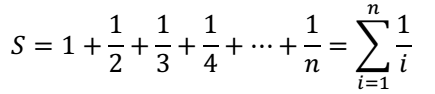 S = 1 + 1/2 + 1/3 + 1/4 + ⋯ + 1/n = ∑_{i=1}^{n} 1/i